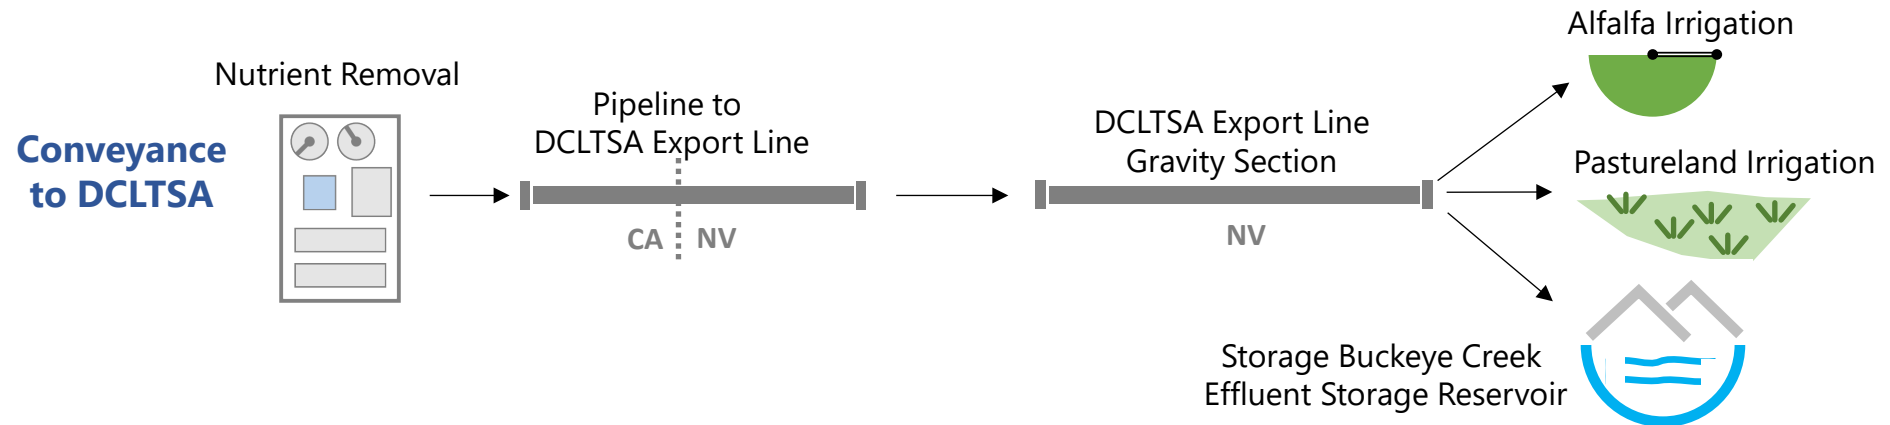 Conveyance
to DCLTSA
Nutrient Removal
Pipeline to
DCLTSA Export Line
CA
NV
DCLTSA Export Line
Gravity Section
NV
Alfalfa Irrigation
Pastureland Irrigation
Storage Buckeye Creek
Effluent Storage Reservoir